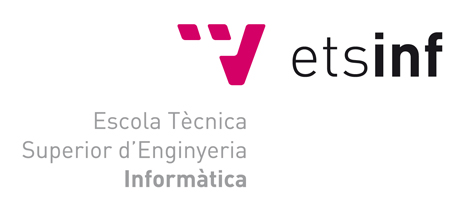 etsinf
Escola Tècnica
Superior d'Enginyeria
Informàtica